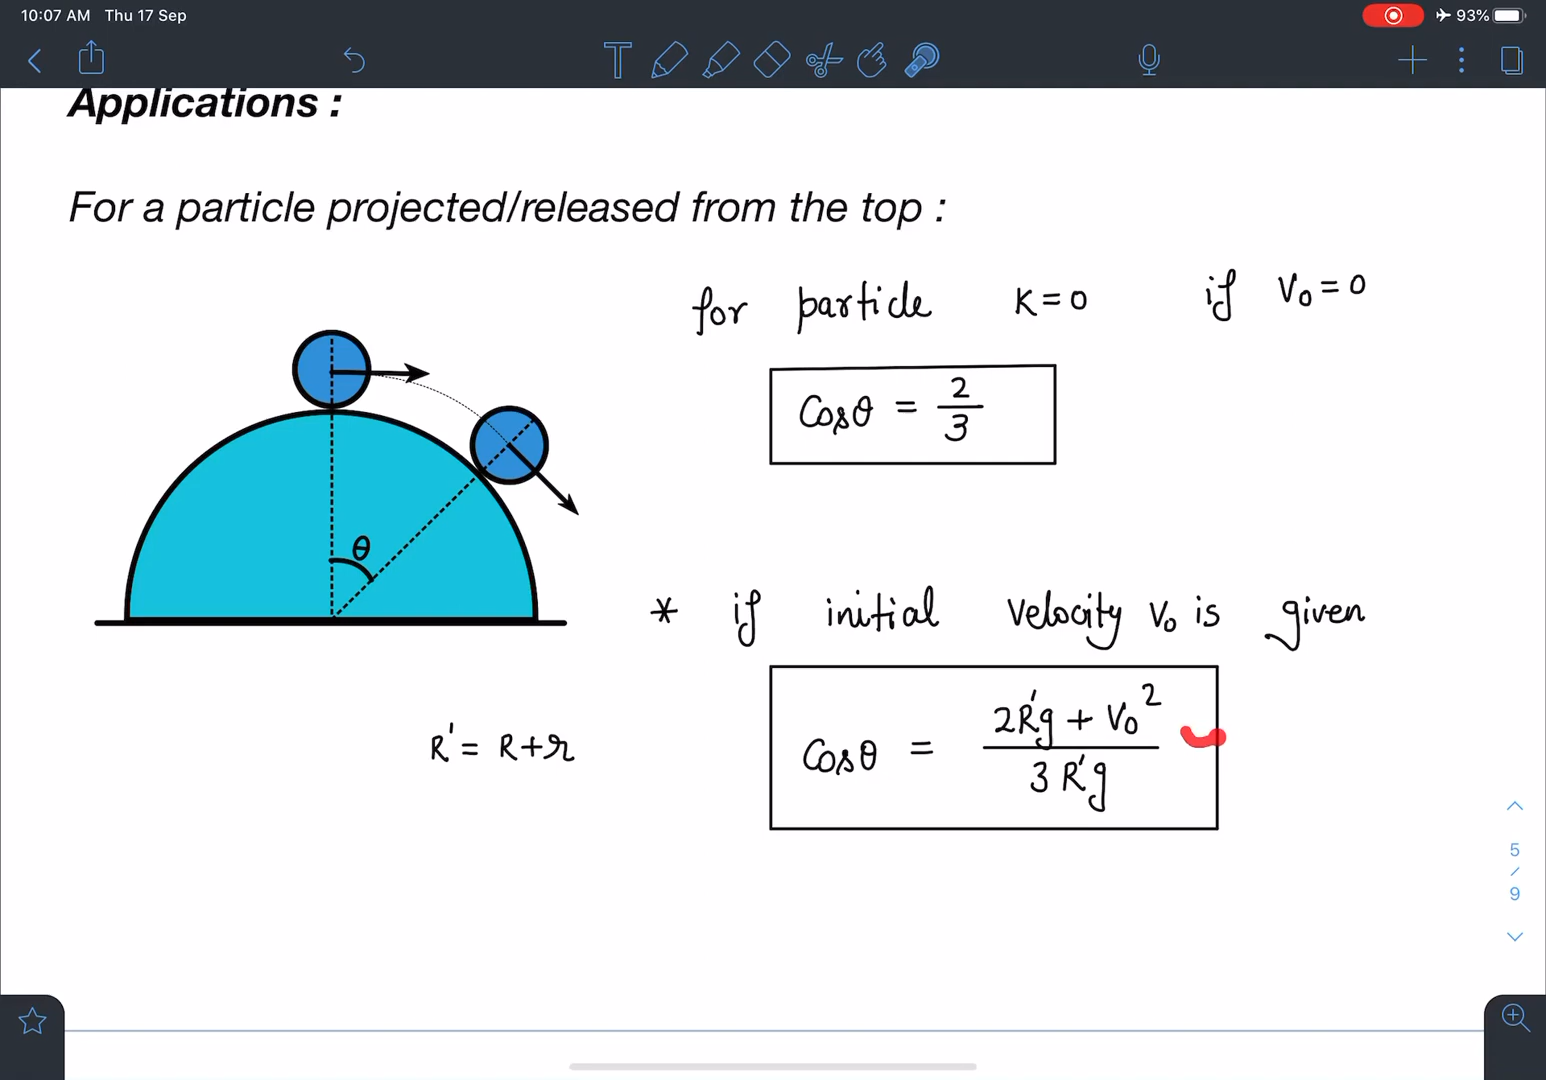 10:07 AM Thu 17 Sep
93%
T
Applications :
For a particle projected/released from the top :
for particle K = 0 if V₀ = 0
Cosθ = 2/3
θ
* if initial velocity V₀ is given
R' = R + r
Cosθ = (2R'g + V₀²)/(3R'g)
5
/
9